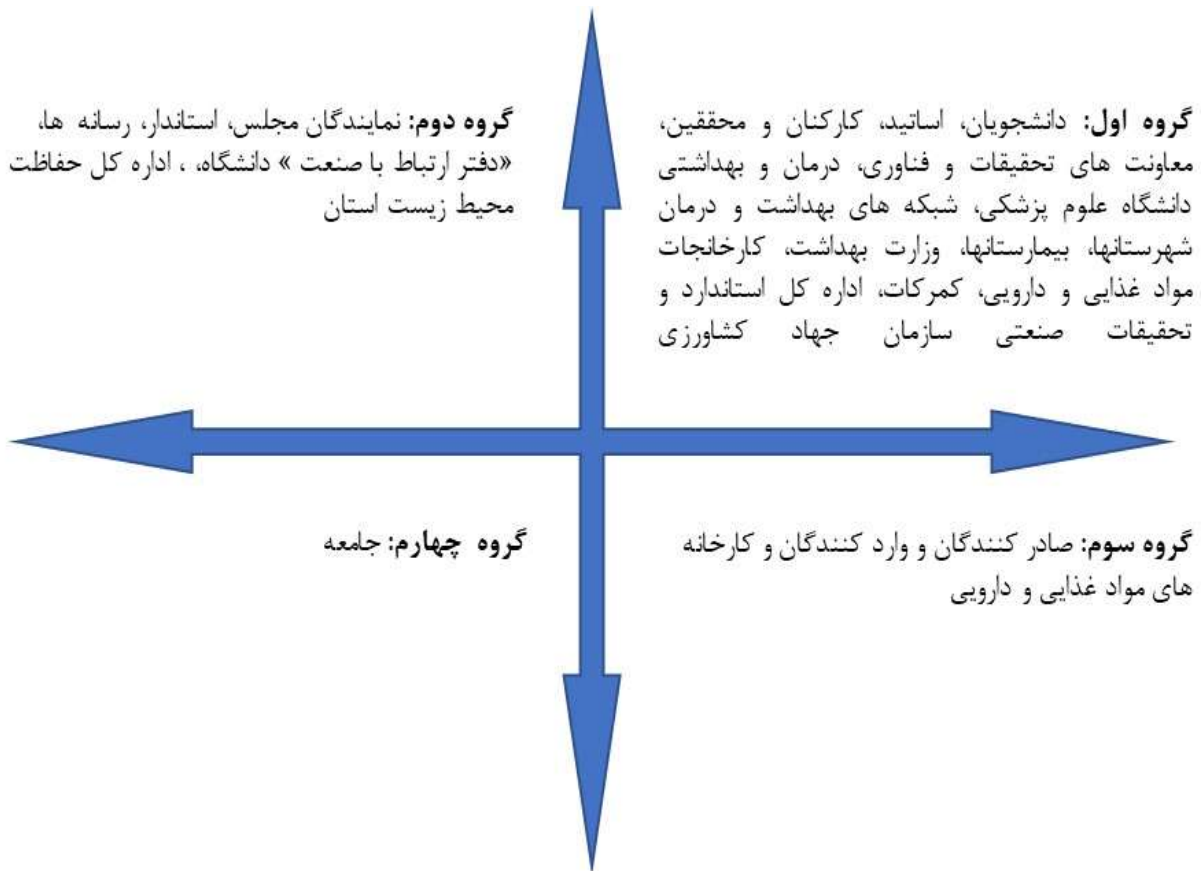 گروه اول: دانشجویان، اساتید، کارکنان و محققین،
معاونت های تحقیقات و فناوری، درمان و بهداشتی
دانشگاه علوم پزشکی، شبکه های بهداشت و درمان
شهرستانها، بیمارستانها، وزارت بهداشت، کارخانجات
مواد غذایی و دارویی، کمرکات، اداره کل استاندارد و
تحقیقات صنعتی سازمان جهاد کشاورزی
گروه دوم: نمایندگان مجلس، استاندار، رسانه ها،
«دفتر ارتباط با صنعت » دانشگاه، ، اداره کل حفاظت
محیط زیست استان
گروه سوم: صادر کنندگان و وارد کنندگان و کارخانه
های مواد غذایی و دارویی
گروه چهارم: جامعه